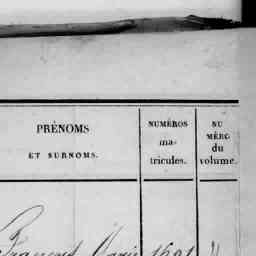 PRÉNOMS
ET SURNOMS.
NUMÉROS
ma-
tricules.
NU
MÉRO
du
volume.